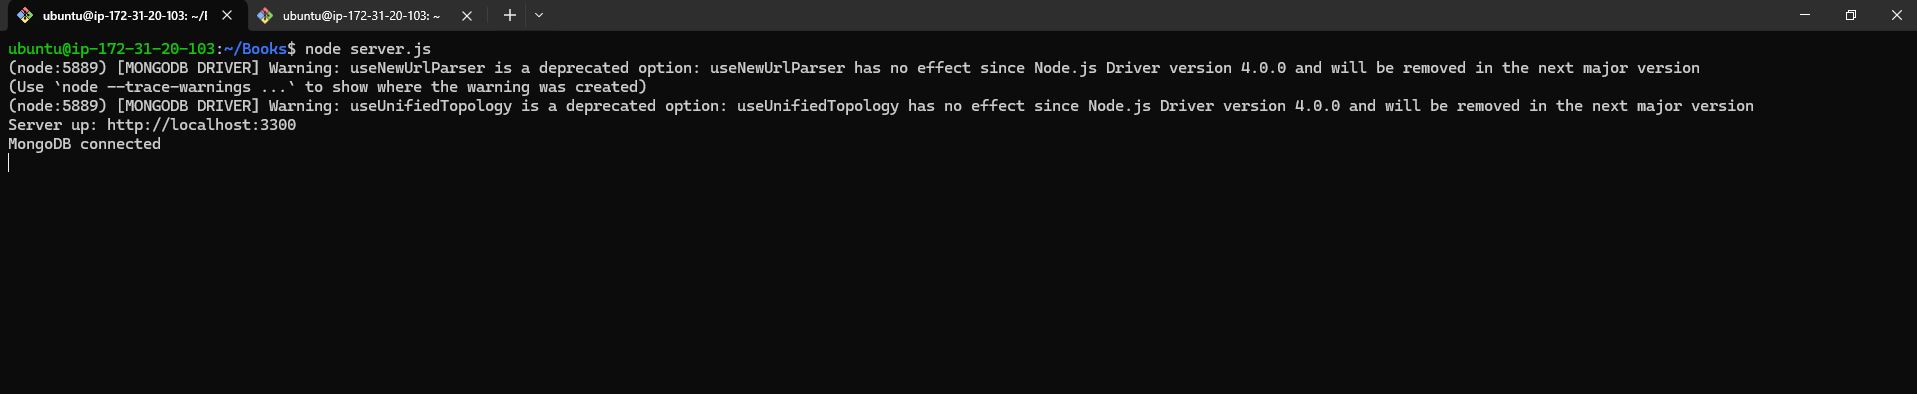 ubuntu@ip-172-31-20-103: ~/I
ubuntu@ip-172-31-20-103: ~
ubuntu@ip-172-31-20-103:~/Books$ node server.js
(node:5889) [MONGODB DRIVER] Warning: useNewUrlParser is a deprecated option: useNewUrlParser has no effect since Node.js Driver version 4.0.0 and will be removed in the next major version
(Use `node --trace-warnings ...` to show where the warning was created)
(node:5889) [MONGODB DRIVER] Warning: useUnifiedTopology is a deprecated option: useUnifiedTopology has no effect since Node.js Driver version 4.0.0 and will be removed in the next major version
Server up: http://localhost:3300
MongoDB connected